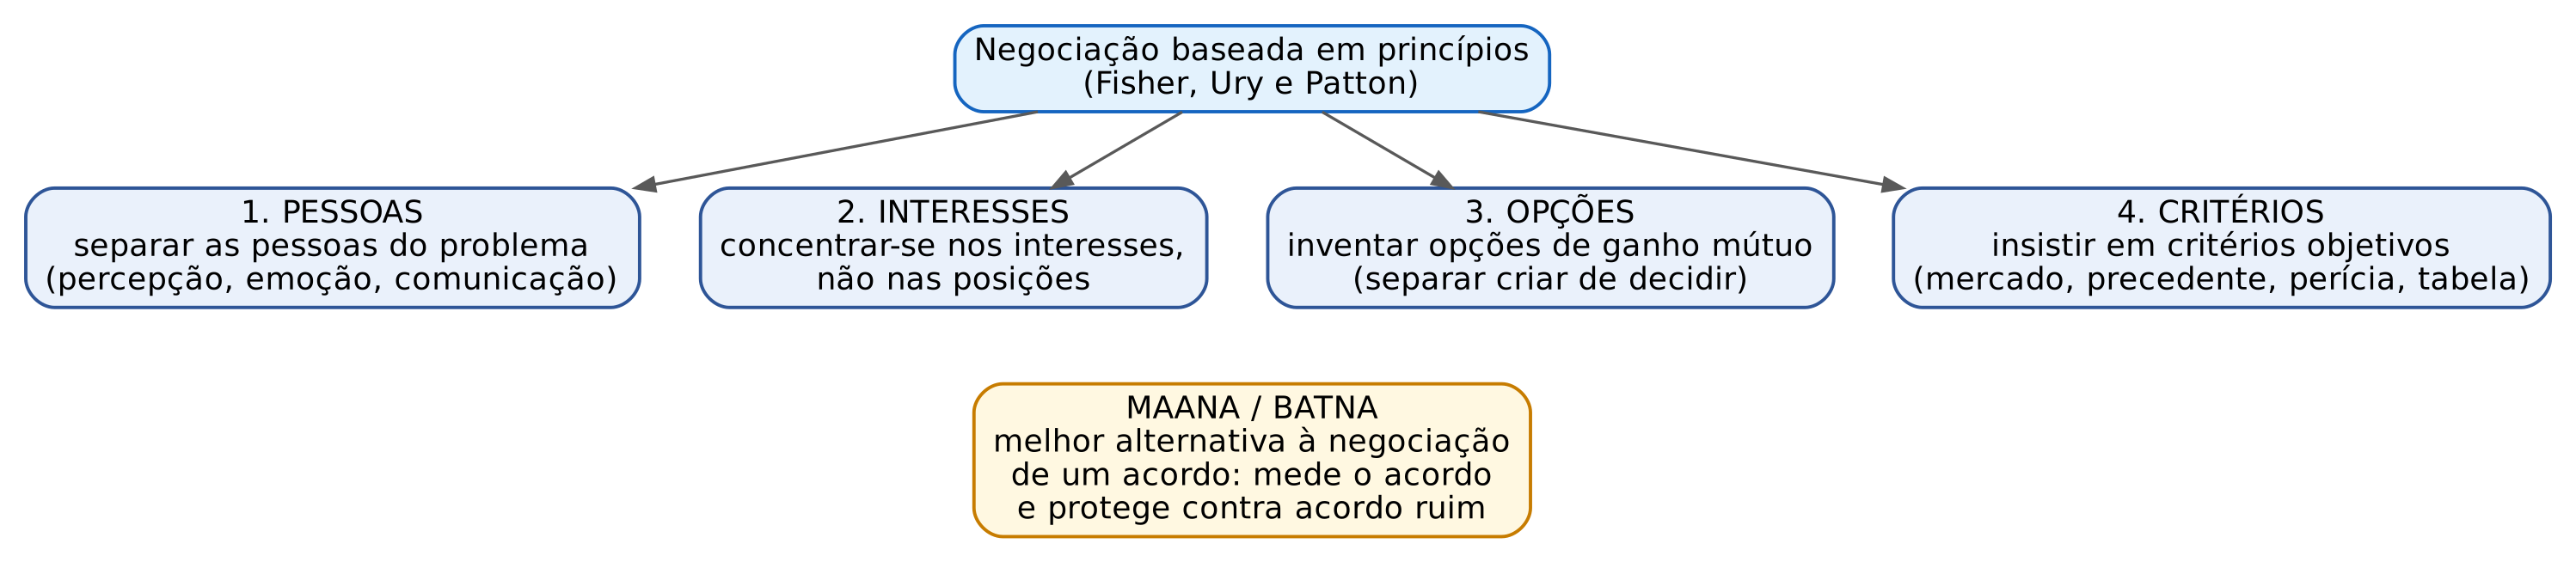 Negociação baseada em princípios
(Fisher, Ury e Patton)
1. PESSOAS
separar as pessoas do problema
(percepção, emoção, comunicação)
2. INTERESSES
concentrar-se nos interesses,
não nas posições
3. OPÇÕES
inventar opções de ganho mútuo
(separar criar de decidir)
4. CRITÉRIOS
insistir em critérios objetivos
(mercado, precedente, perícia, tabela)
MAANA / BATNA
melhor alternativa à negociação
de um acordo: mede o acordo
e protege contra acordo ruim